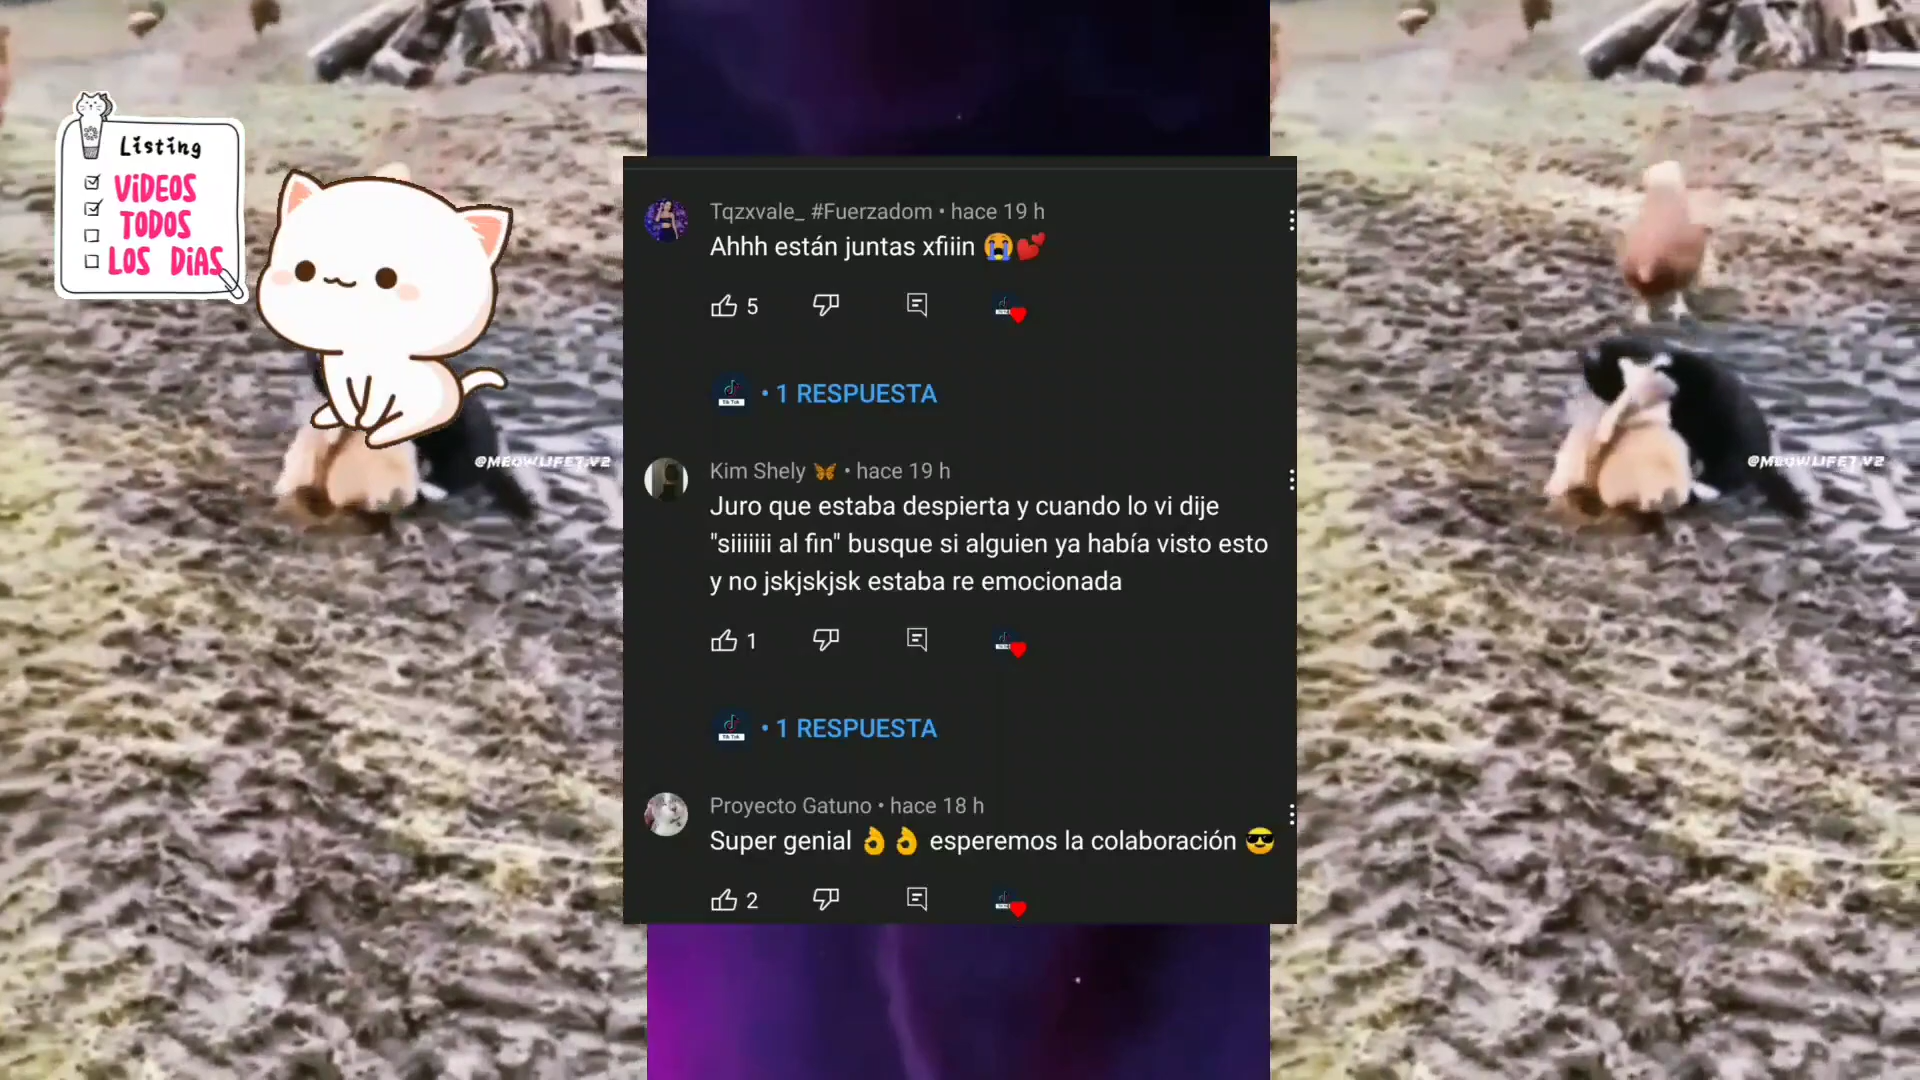 Listing
ViDEOS
TODOS
LOS DiAS
@MEOWLIFE7.V2
Tqzxvale_ #Fuerzadom • hace 19 h
Ahhh están juntas xfiiin 😭💕
5
• 1 RESPUESTA
Kim Shely 🦋 • hace 19 h
Juro que estaba despierta y cuando lo vi dije
"siiiiiii al fin" busque si alguien ya había visto esto
y no jskjskjsk estaba re emocionada
1
• 1 RESPUESTA
Proyecto Gatuno • hace 18 h
Super genial 👌👌 esperemos la colaboración 😎
2
@MEOWLIFE7.V2